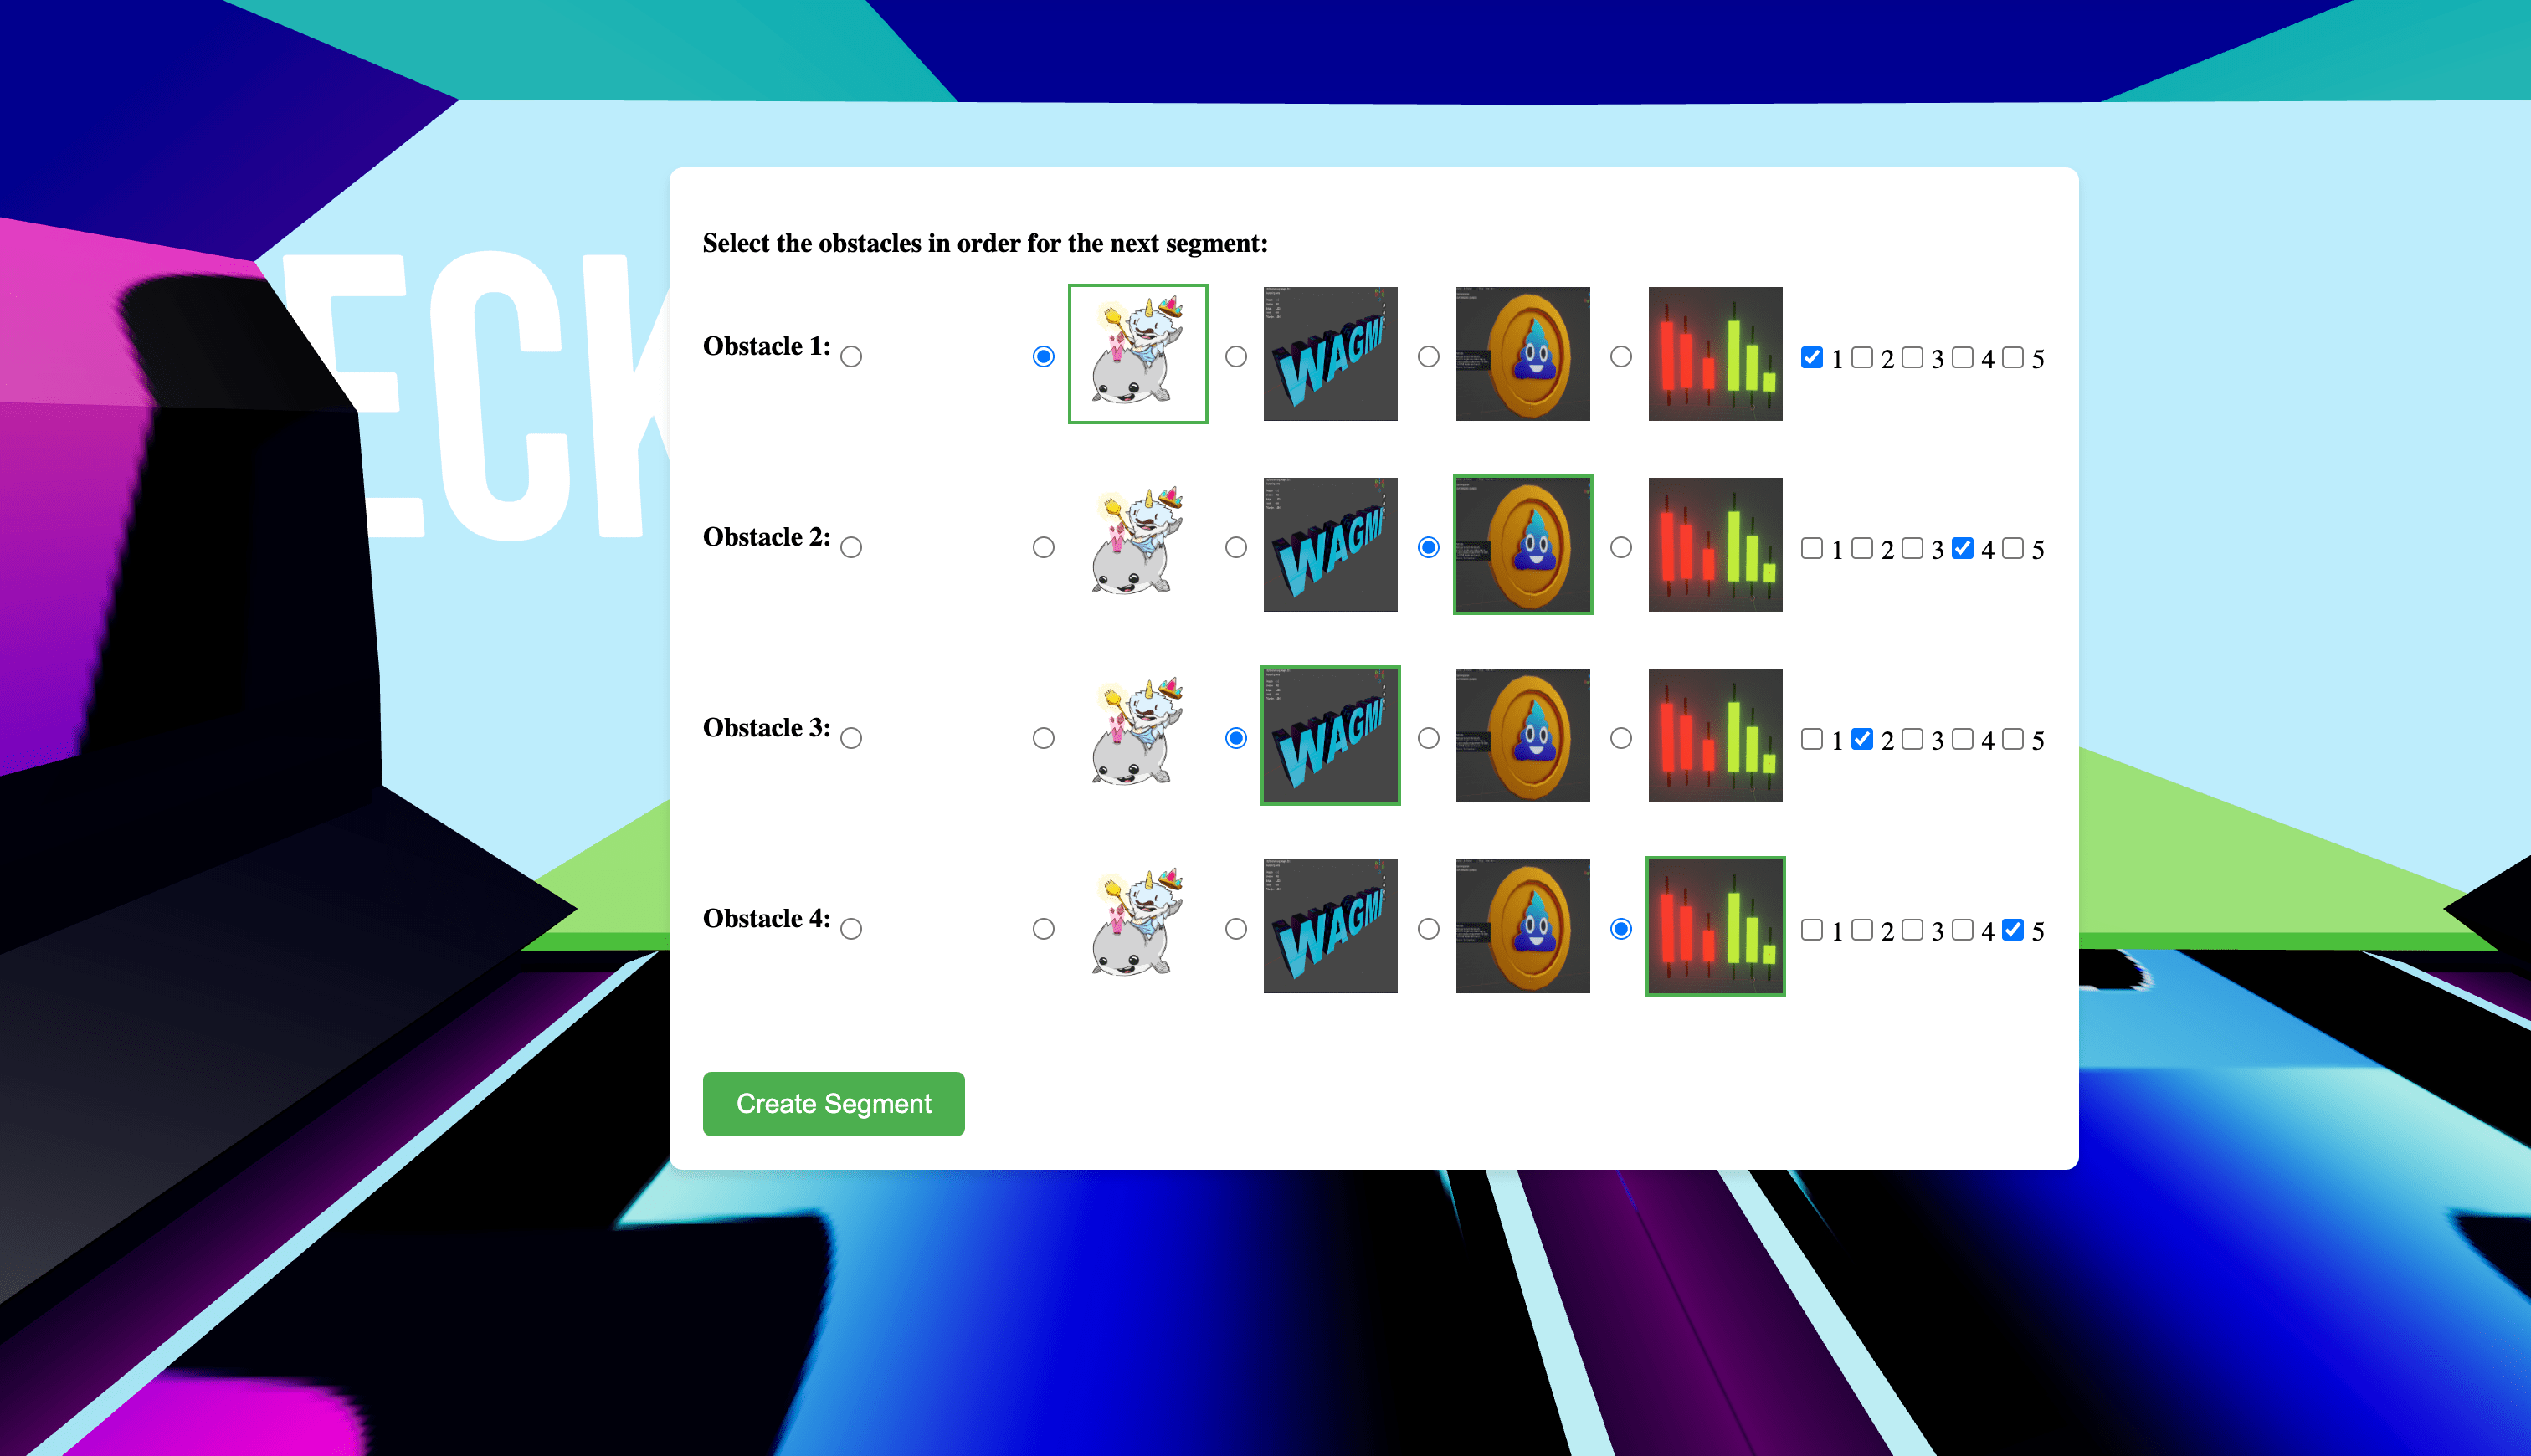 ECK
Select the obstacles in order for the next segment:
Obstacle 1: WAGMI 1 2 3 4 5
Obstacle 2: WAGMI 1 2 3 4 5
Obstacle 3: WAGMI 1 2 3 4 5
Obstacle 4: WAGMI 1 2 3 4 5
Create Segment